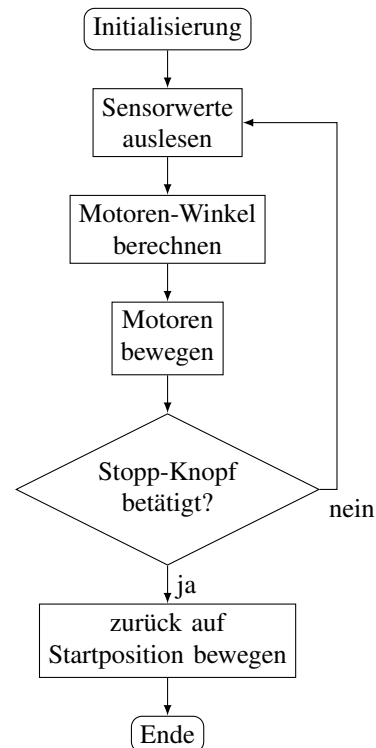 Initialisierung
Sensorwerte
auslesen
Motoren-Winkel
berechnen
Motoren
bewegen
Stopp-Knopf
betätigt?
nein
ja
zurück auf
Startposition bewegen
Ende